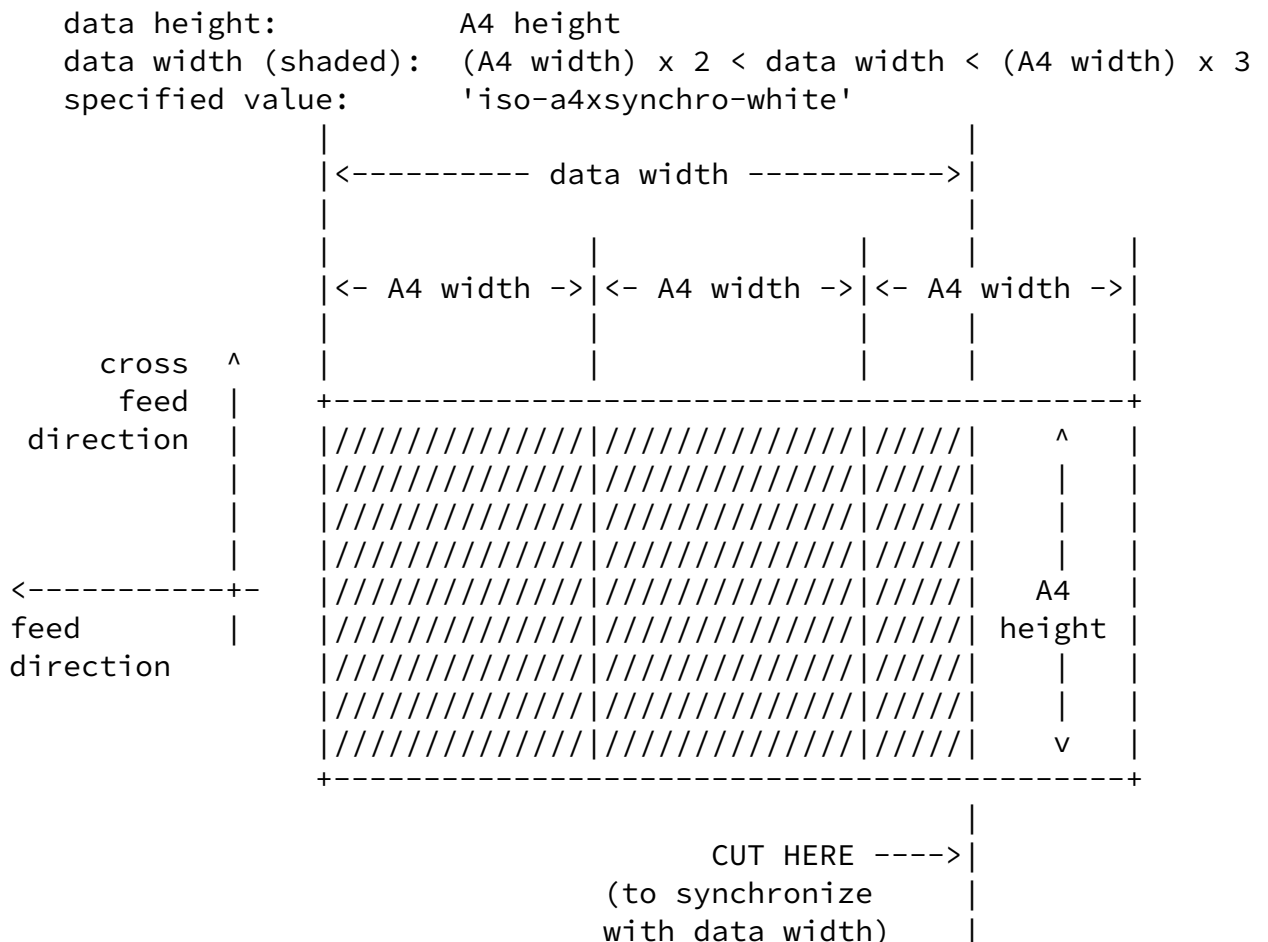 data height:          A4 height
data width (shaded):  (A4 width) x 2 < data width < (A4 width) x 3
specified value:      'iso-a4xsynchro-white'
|<---------- data width ----------->|
|<- A4 width ->|<- A4 width ->|<- A4 width ->|
cross ^
feed |
direction |
<-----------+-
feed |
direction
^
|
A4
height
|
v
CUT HERE ---->|
(to synchronize |
with data width) |